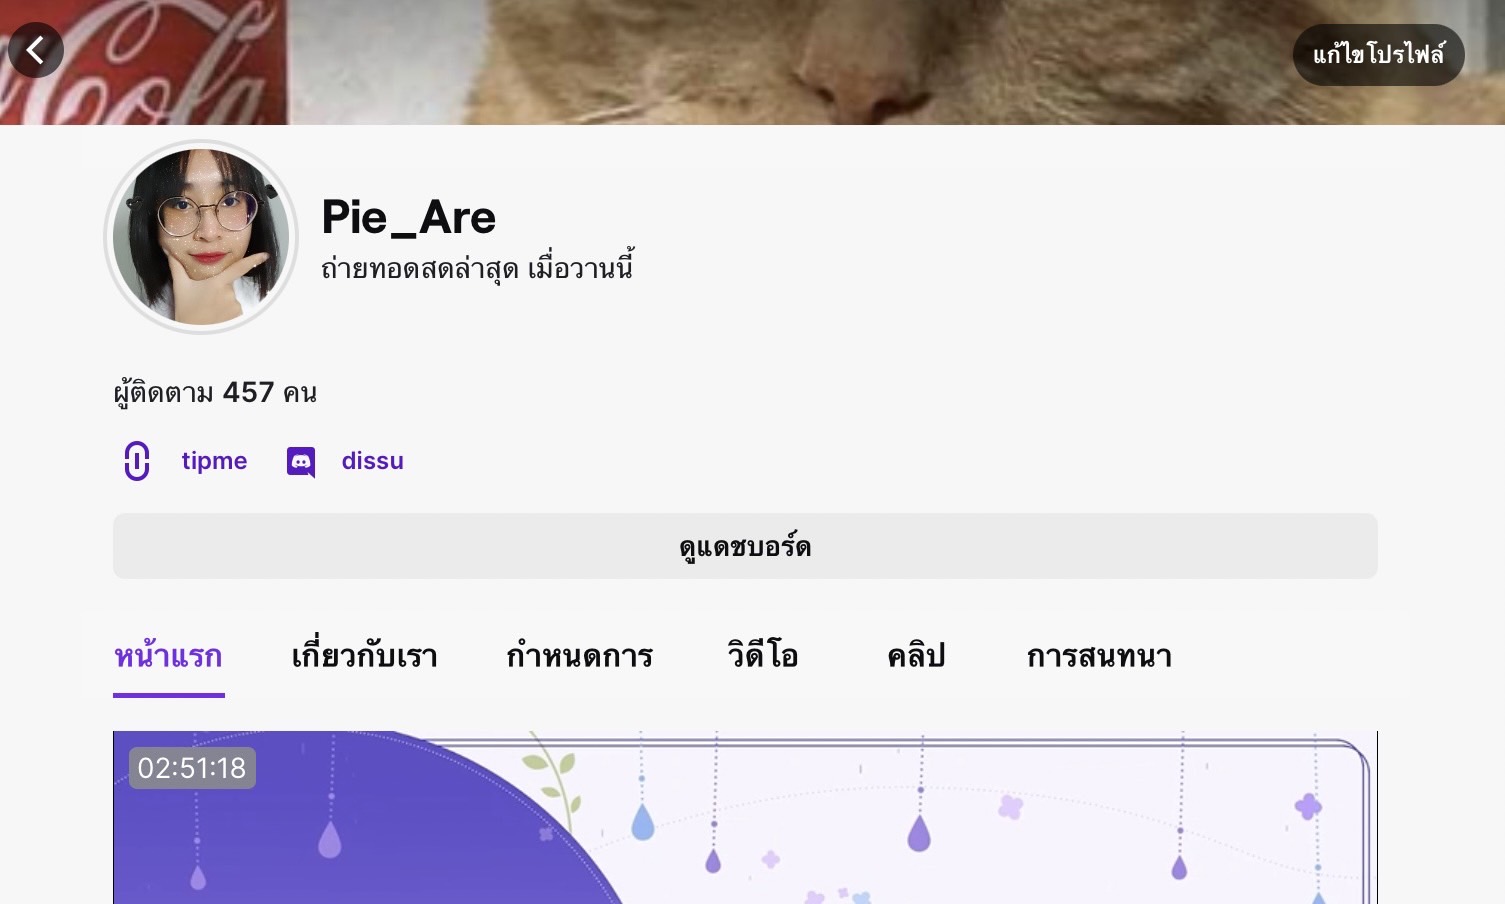 Cola
แก้ไขโปรไฟล์
Pie_Are
ถ่ายทอดสดล่าสุด เมื่อวานนี้
ผู้ติดตาม 457 คน
tipme dissu
ดูแดชบอร์ด
หน้าแรก เกี่ยวกับเรา กำหนดการ วิดีโอ คลิป การสนทนา
02:51:18